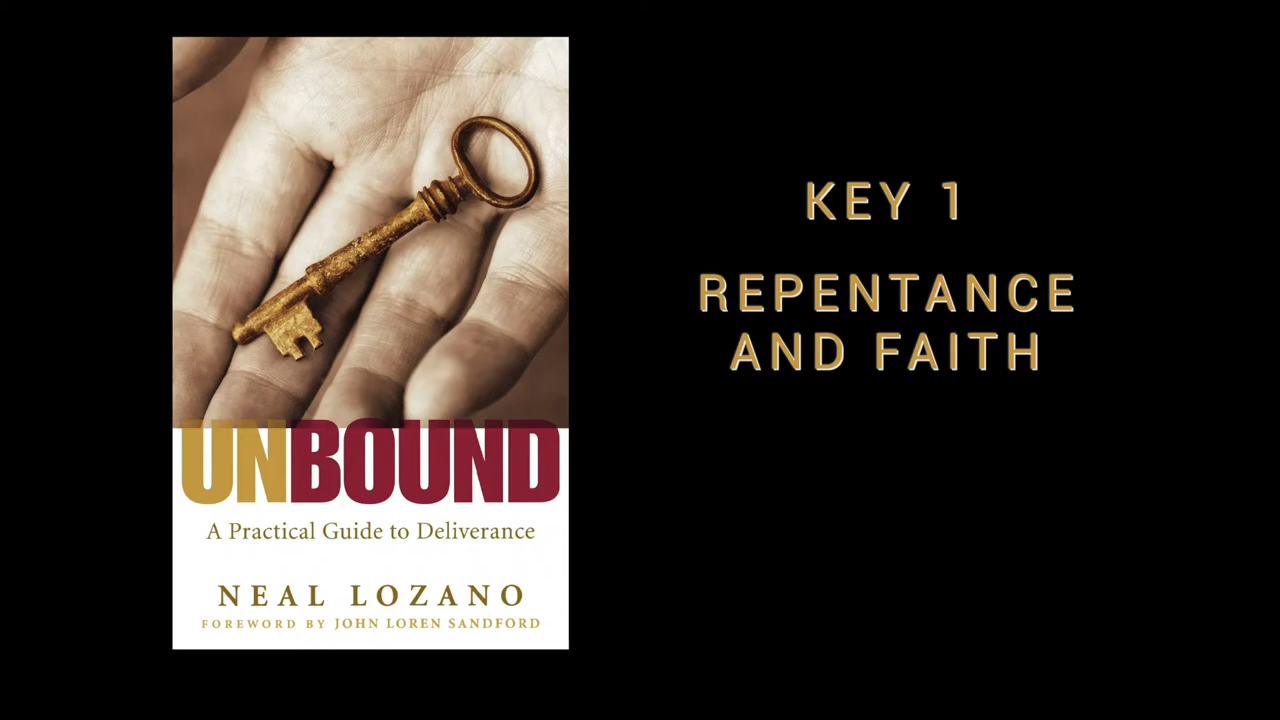 UNBOUND
A Practical Guide to Deliverance
NEAL LOZANO
FOREWORD BY JOHN LOREN SANDFORD
KEY 1
REPENTANCE
AND FAITH